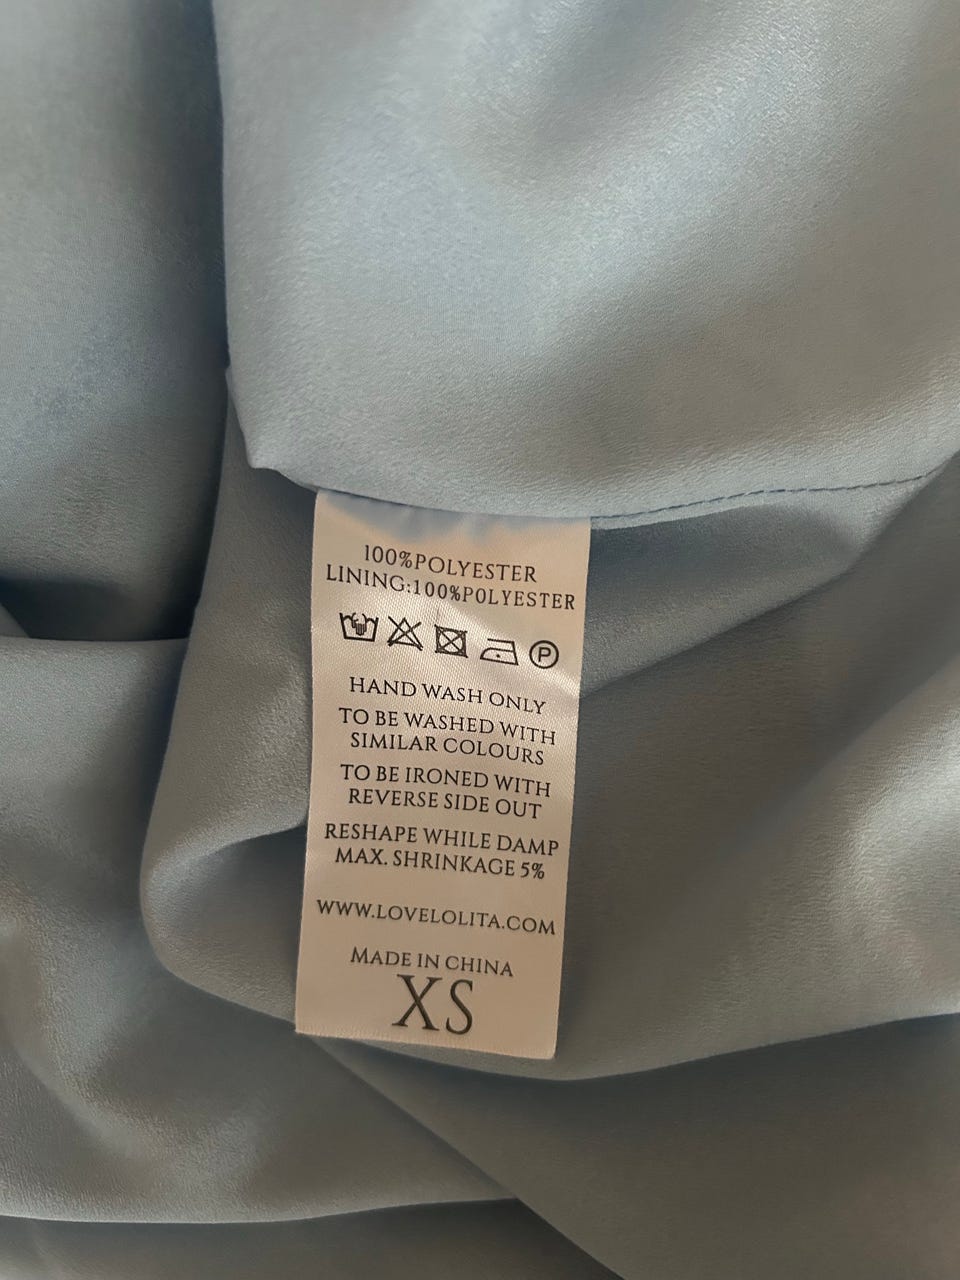 100%POLYESTER
LINING:100%POLYESTER
P
HAND WASH ONLY
TO BE WASHED WITH
SIMILAR COLOURS
TO BE IRONED WITH
REVERSE SIDE OUT
RESHAPE WHILE DAMP
MAX. SHRINKAGE 5%
WWW.LOVELOLITA.COM
MADE IN CHINA
XS